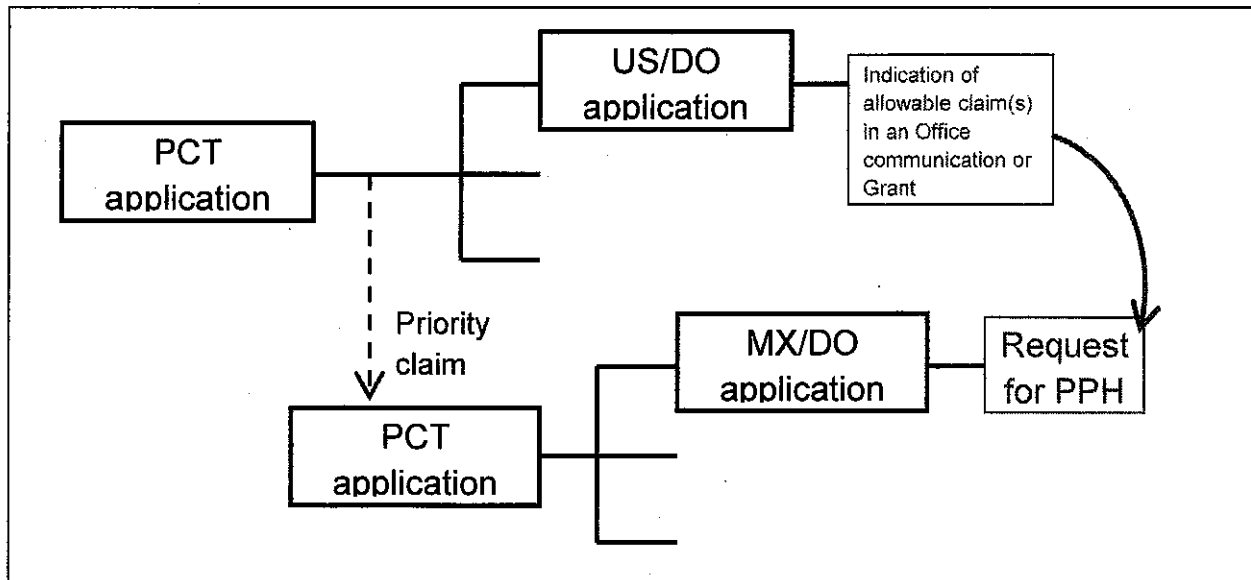 US/DO
application
Indication of
allowable claim(s)
in an Office
communication or
Grant
PCT
application
Priority
claim
MX/DO
application
Request
for PPH
PCT
application